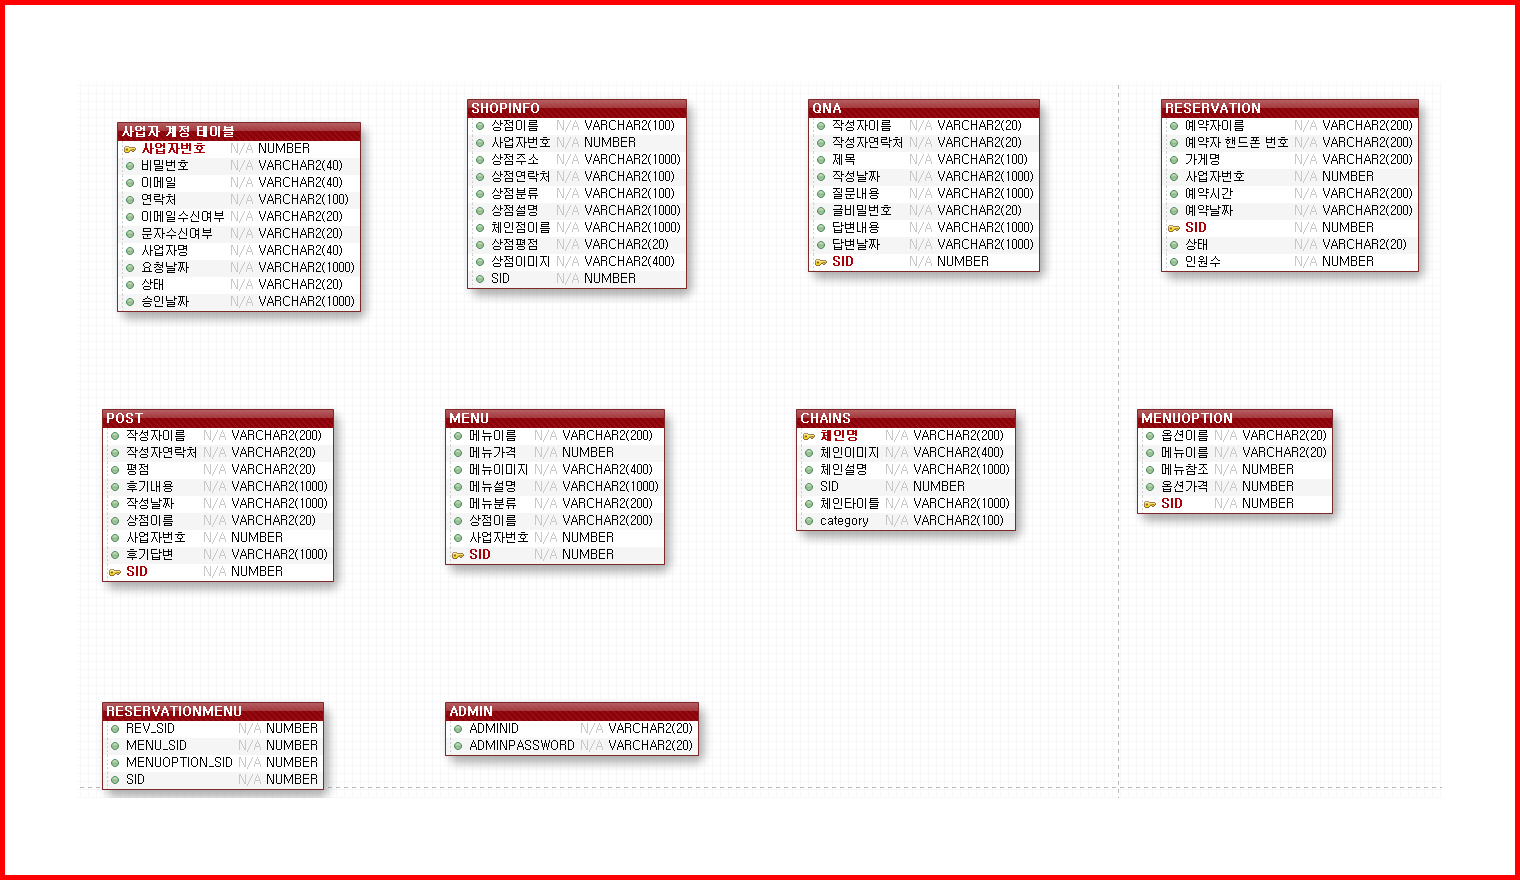 사업자 계정 테이블
사업자번호 N/A NUMBER
비밀번호 N/A VARCHAR2(40)
이메일 N/A VARCHAR2(40)
연락처 N/A VARCHAR2(100)
이메일수신여부 N/A VARCHAR2(20)
문자수신여부 N/A VARCHAR2(20)
사업자명 N/A VARCHAR2(40)
요청날짜 N/A VARCHAR2(1000)
상태 N/A VARCHAR2(20)
승인날짜 N/A VARCHAR2(1000)
SHOPINFO
상점이름 N/A VARCHAR2(100)
사업자번호 N/A NUMBER
상점주소 N/A VARCHAR2(1000)
상점연락처 N/A VARCHAR2(100)
상점분류 N/A VARCHAR2(100)
상점설명 N/A VARCHAR2(1000)
체인점이름 N/A VARCHAR2(1000)
상점평점 N/A VARCHAR2(20)
상점이미지 N/A VARCHAR2(400)
SID N/A NUMBER
QNA
작성자이름 N/A VARCHAR2(20)
작성자연락처 N/A VARCHAR2(20)
제목 N/A VARCHAR2(100)
작성날짜 N/A VARCHAR2(1000)
질문내용 N/A VARCHAR2(1000)
글비밀번호 N/A VARCHAR2(20)
답변내용 N/A VARCHAR2(1000)
답변날짜 N/A VARCHAR2(1000)
SID N/A NUMBER
RESERVATION
예약자이름 N/A VARCHAR2(200)
예약자 핸드폰 번호 N/A VARCHAR2(200)
가게명 N/A VARCHAR2(200)
사업자번호 N/A NUMBER
예약시간 N/A VARCHAR2(200)
예약날짜 N/A VARCHAR2(200)
SID N/A NUMBER
상태 N/A VARCHAR2(20)
인원수 N/A NUMBER
POST
작성자이름 N/A VARCHAR2(200)
작성자연락처 N/A VARCHAR2(20)
평점 N/A VARCHAR2(20)
후기내용 N/A VARCHAR2(1000)
작성날짜 N/A VARCHAR2(1000)
상점이름 N/A VARCHAR2(20)
사업자번호 N/A NUMBER
후기답변 N/A VARCHAR2(1000)
SID N/A NUMBER
MENU
메뉴이름 N/A VARCHAR2(200)
메뉴가격 N/A NUMBER
메뉴이미지 N/A VARCHAR2(400)
메뉴설명 N/A VARCHAR2(1000)
메뉴분류 N/A VARCHAR2(200)
상점이름 N/A VARCHAR2(200)
사업자번호 N/A NUMBER
SID N/A NUMBER
CHAINS
체인명 N/A VARCHAR2(200)
체인이미지 N/A VARCHAR2(400)
체인설명 N/A VARCHAR2(1000)
SID N/A NUMBER
체인타이틀 N/A VARCHAR2(1000)
category N/A VARCHAR2(100)
MENUOPTION
옵션이름 N/A VARCHAR2(20)
메뉴이름 N/A VARCHAR2(20)
메뉴참조 N/A NUMBER
옵션가격 N/A NUMBER
SID N/A NUMBER
RESERVATIONMENU
REV_SID N/A NUMBER
MENU_SID N/A NUMBER
MENUOPTION_SID N/A NUMBER
SID N/A NUMBER
ADMIN
ADMINID N/A VARCHAR2(20)
ADMINPASSWORD N/A VARCHAR2(20)